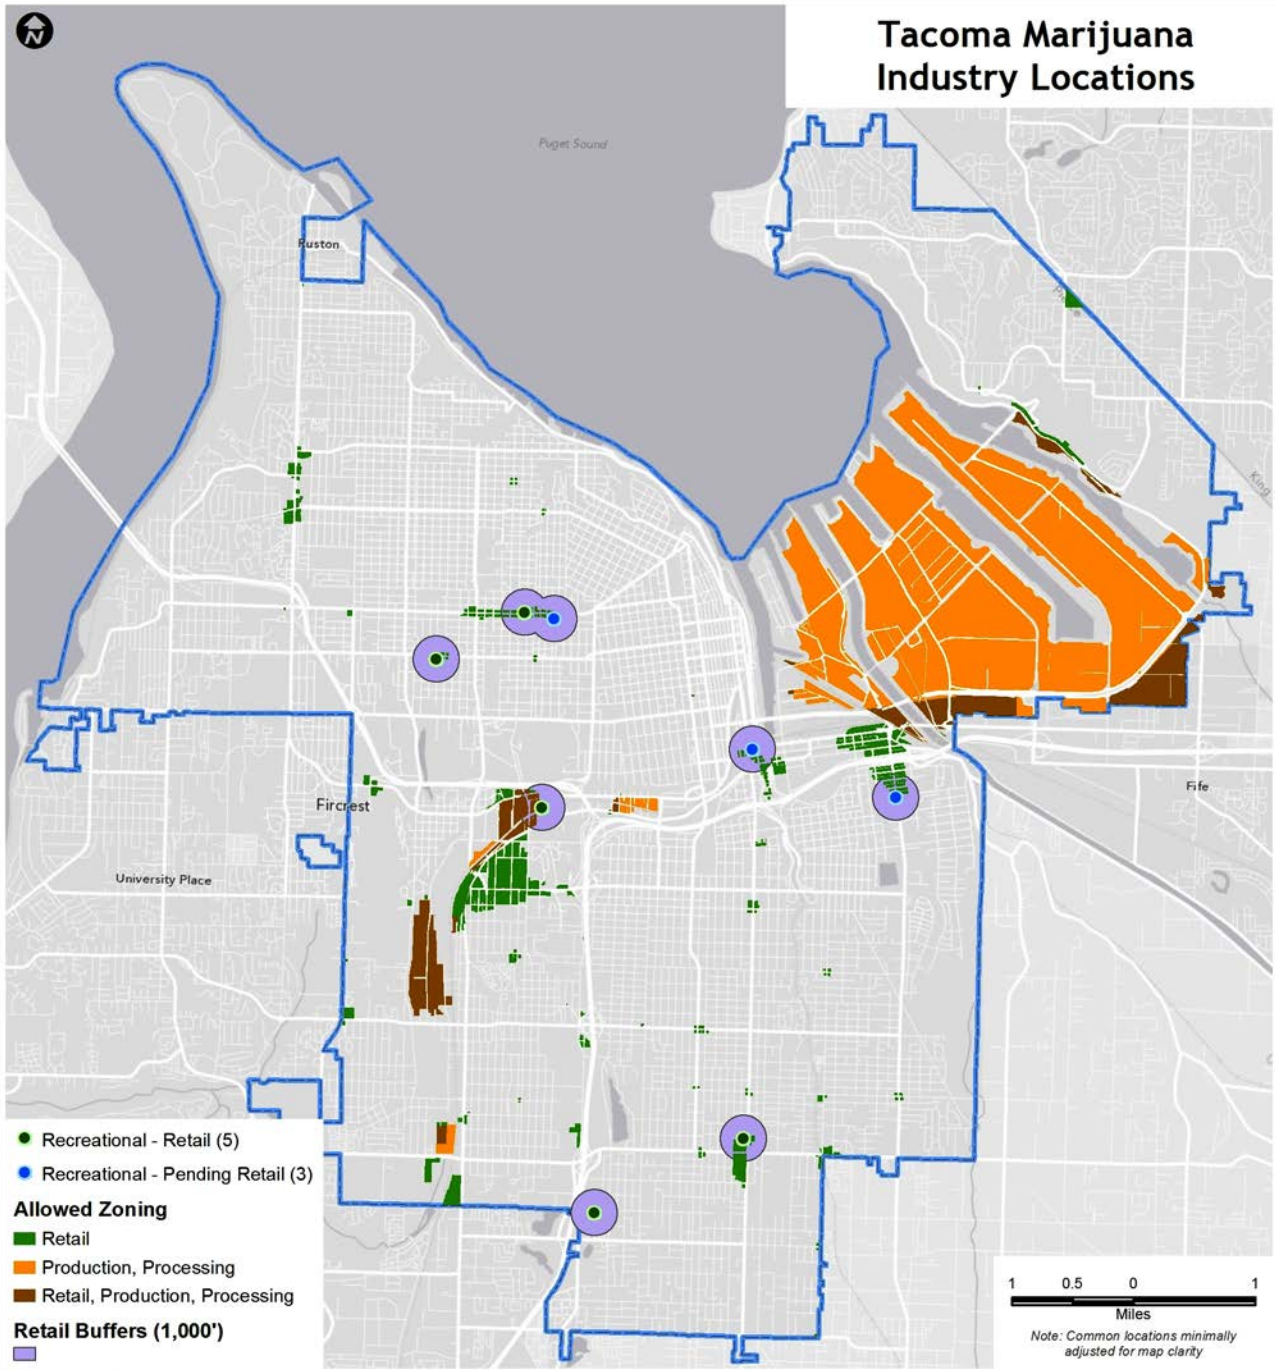 N
Tacoma Marijuana
Industry Locations
Puget Sound
Ruston
Pierce
King
Fife
Fircrest
University Place
Recreational - Retail (5)
Recreational - Pending Retail (3)
Allowed Zoning
Retail
Production, Processing
Retail, Production, Processing
Retail Buffers (1,000')
1 0.5 0 1
Miles
Note: Common locations minimally
adjusted for map clarity